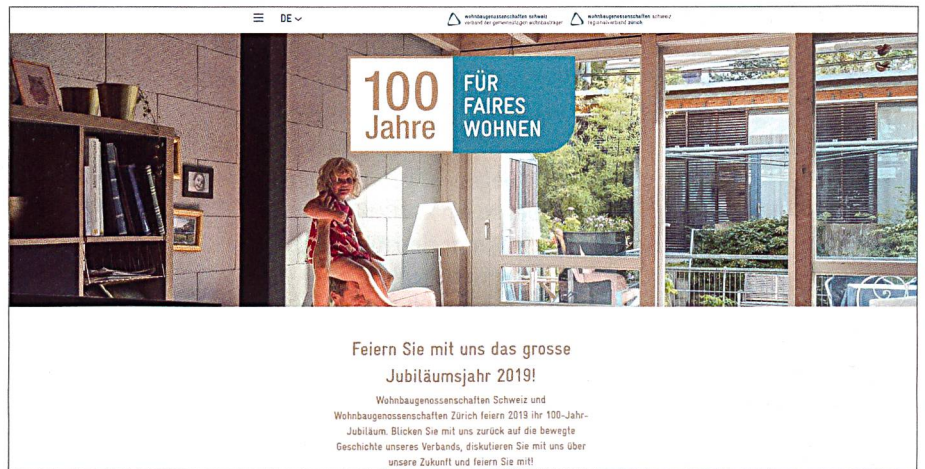 DE
wohnbaugenossenschaften schweiz
verband der gemeinnützigen wohnbauträger
wohnbaugenossenschaften schweiz
regionalverband zürich
100
Jahre
FÜR
FAIRES
WOHNEN
Feiern Sie mit uns das grosse
Jubiläumsjahr 2019!
Wohnbaugenossenschaften Schweiz und
Wohnbaugenossenschaften Zürich feiern 2019 ihr 100-Jahr-
Jubiläum. Blicken Sie mit uns zurück auf die bewegte
Geschichte unseres Verbands, diskutieren Sie mit uns über
unsere Zukunft und feiern Sie mit!